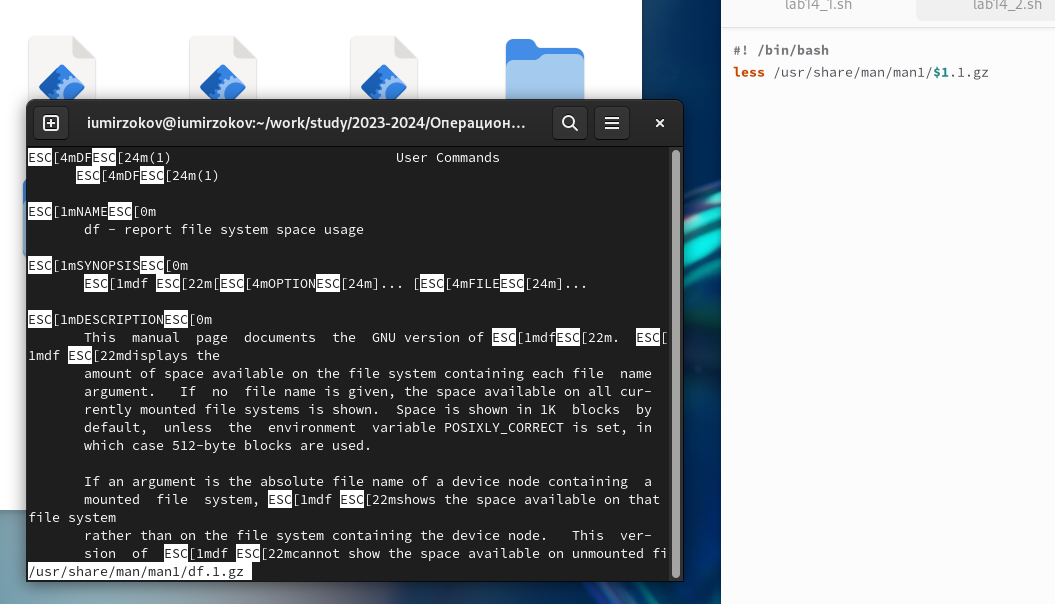 lab14_1.sh
lab14_2.sh
#! /bin/bash
less /usr/share/man/man1/$1.1.gz
iumirzokov@iumirzokov:~/work/study/2023-2024/Операцион…
ESC[4mDFESC[24m(1) User Commands
ESC[4mDFESC[24m(1)
ESC[1mNAMEESC[0m
df - report file system space usage
ESC[1mSYNOPSISESC[0m
ESC[1mdf ESC[22m[ESC[4mOPTIONESC[24m]... [ESC[4mFILEESC[24m]...
ESC[1mDESCRIPTIONESC[0m
This manual page documents the GNU version of ESC[1mdfESC[22m. ESC[
1mdf ESC[22mdisplays the
amount of space available on the file system containing each file name
argument. If no file name is given, the space available on all cur-
rently mounted file systems is shown. Space is shown in 1K blocks by
default, unless the environment variable POSIXLY_CORRECT is set, in
which case 512-byte blocks are used.
If an argument is the absolute file name of a device node containing a
mounted file system, ESC[1mdf ESC[22mshows the space available on that
file system
rather than on the file system containing the device node. This ver-
sion of ESC[1mdf ESC[22mcannot show the space available on unmounted fi
/usr/share/man/man1/df.1.gz